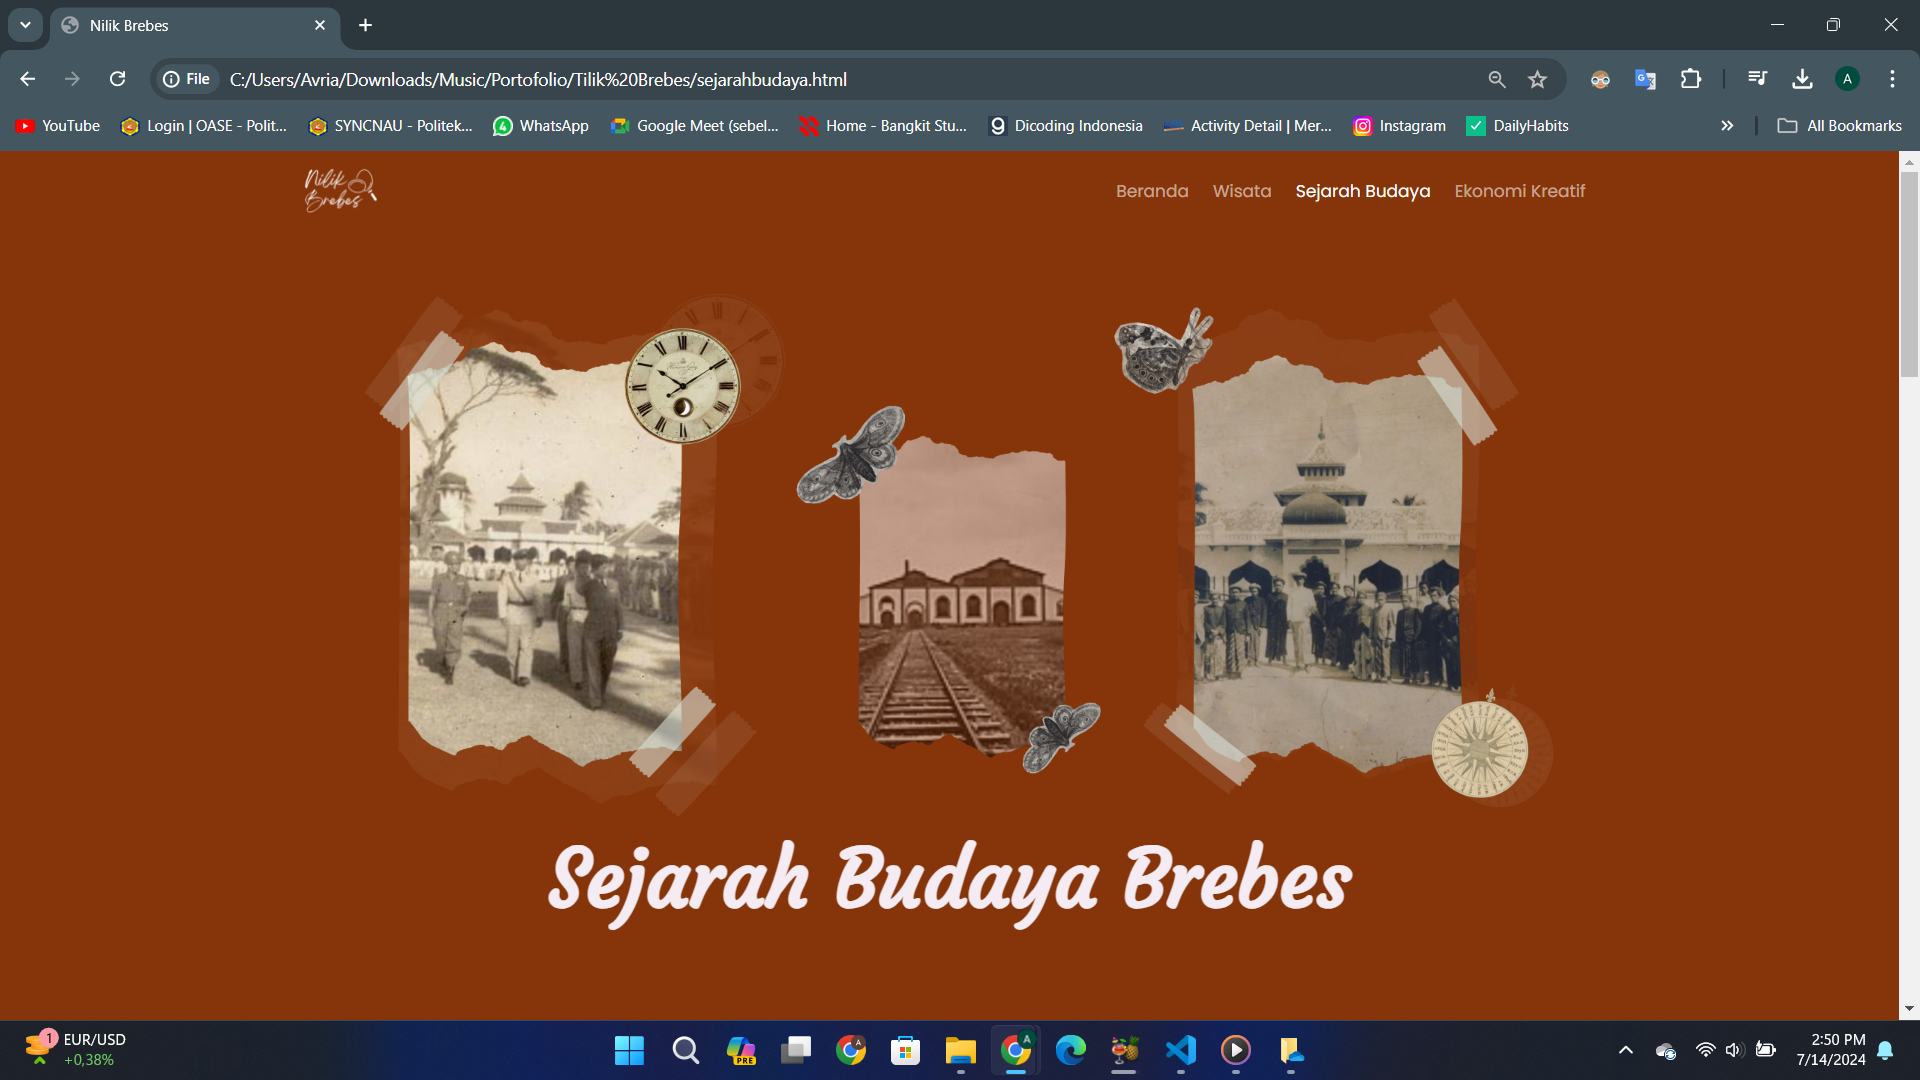 Nilik Brebes
File
C:/Users/Avria/Downloads/Music/Portofolio/Tilik%20Brebes/sejarahbudaya.html
A
YouTube
Login | OASE - Polit...
SYNCNAU - Politek...
4
WhatsApp
Google Meet (sebel...
Home - Bangkit Stu...
Dicoding Indonesia
Activity Detail | Mer...
Instagram
DailyHabits
All Bookmarks
Nilik
Brebes
Beranda
Wisata
Sejarah Budaya
Ekonomi Kreatif
Sejarah Budaya Brebes
1
EUR/USD
+0,38%
PRE
A
A
2:50 PM
7/14/2024